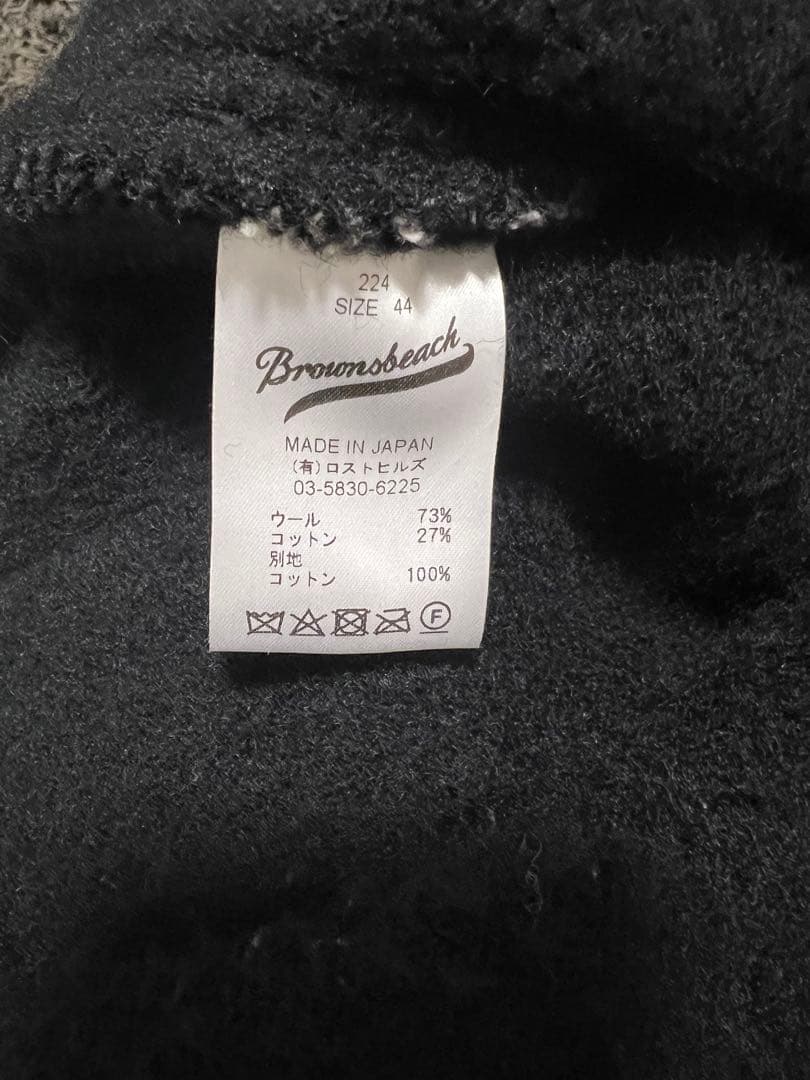 224
SIZE 44
Brownsbeach
MADE IN JAPAN
(有)ロストヒルズ
03-5830-6225
ウール 73%
コットン 27%
別地
コットン 100%
F